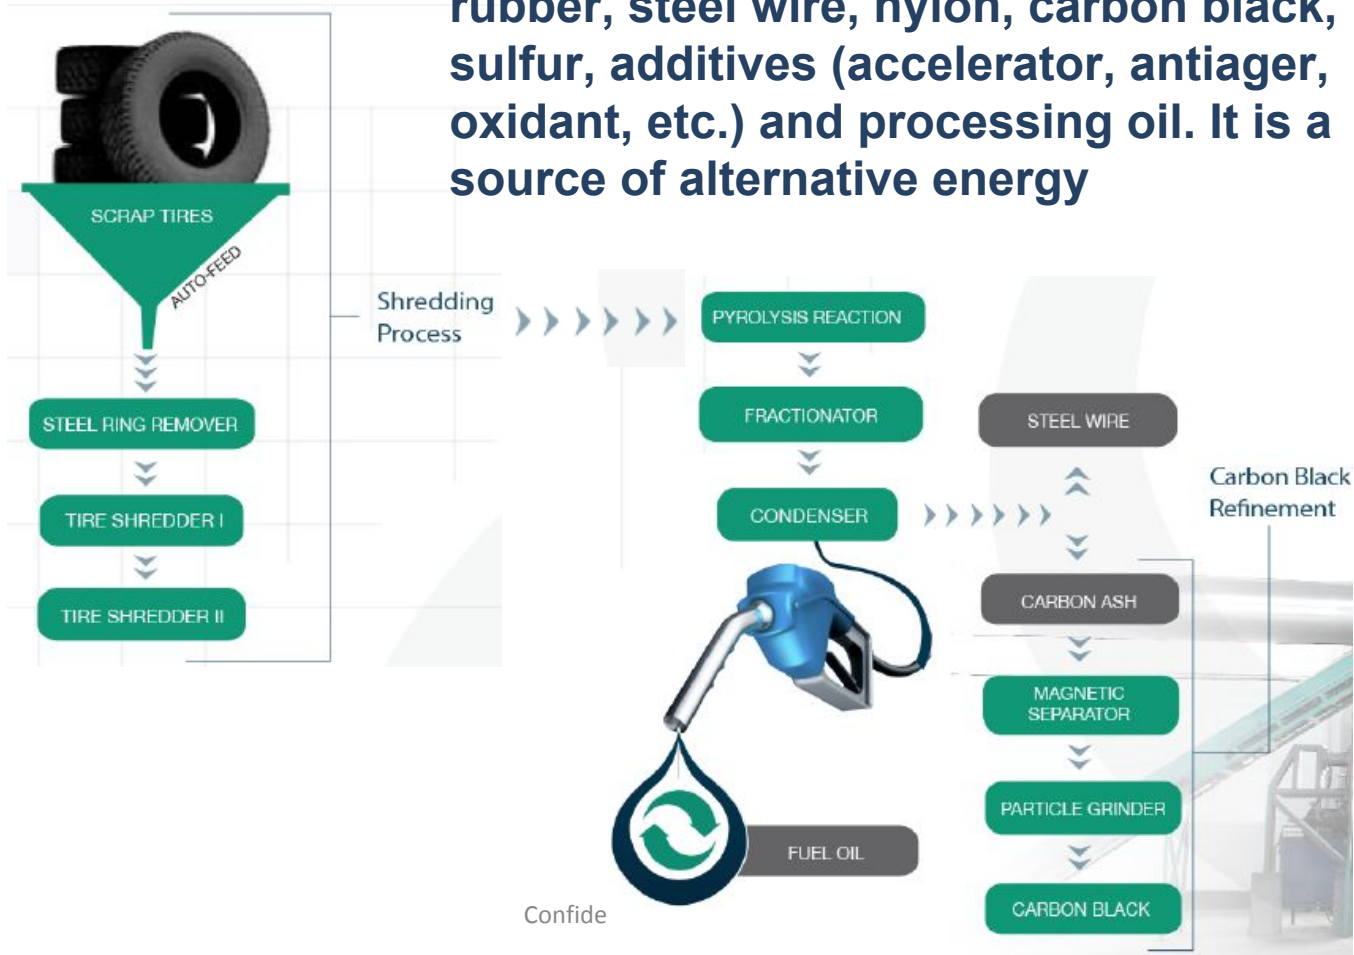 rubber, steel wire, nylon, carbon black,
sulfur, additives (accelerator, antiager,
oxidant, etc.) and processing oil. It is a
source of alternative energy
SCRAP TIRES
AUTO-FEED
Shredding
Process
STEEL RING REMOVER
TIRE SHREDDER I
TIRE SHREDDER II
PYROLYSIS REACTION
FRACTIONATOR
CONDENSER
STEEL WIRE
Carbon Black
Refinement
CARBON ASH
MAGNETIC
SEPARATOR
PARTICLE GRINDER
CARBON BLACK
FUEL OIL
Confide